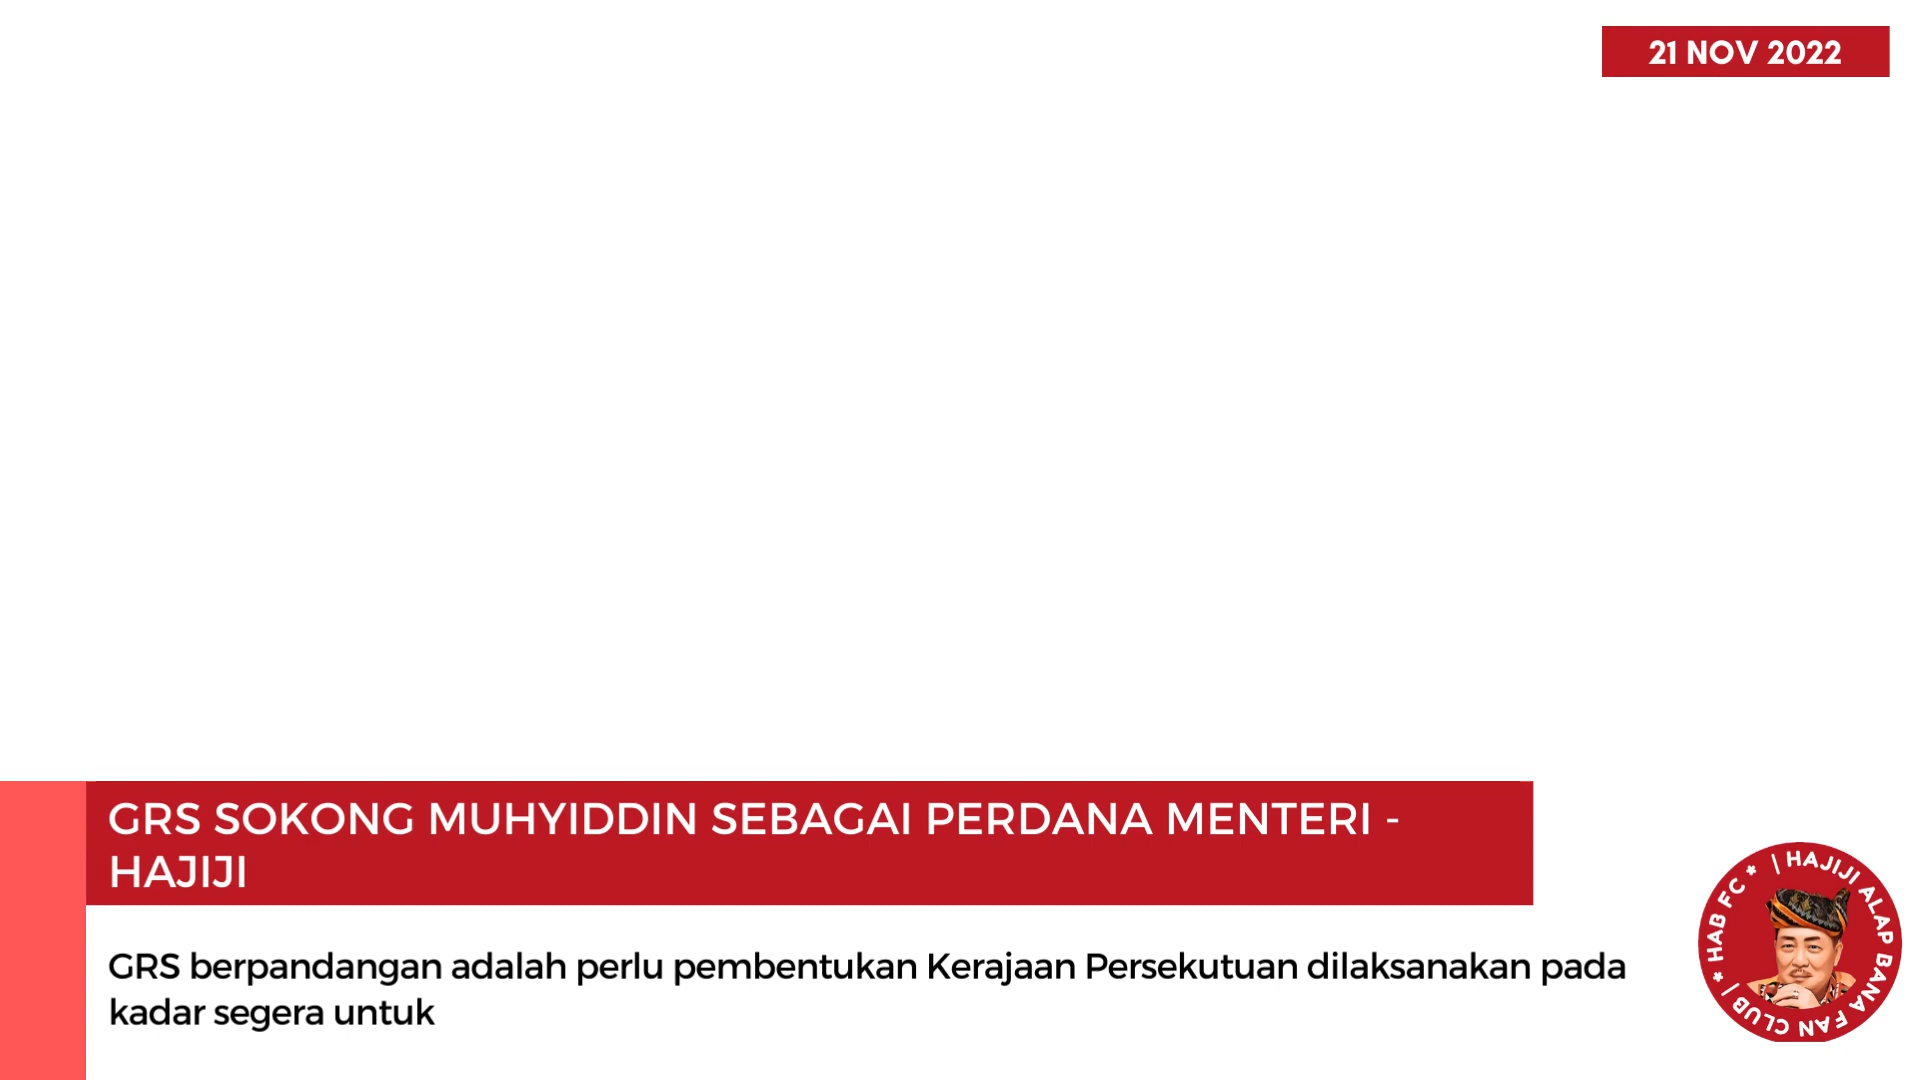 21 NOV 2022
GRS SOKONG MUHYIDDIN SEBAGAI PERDANA MENTERI -
HAJIJI
GRS berpandangan adalah perlu pembentukan Kerajaan Persekutuan dilaksanakan pada
kadar segera untuk
| HAJIJI ALAP BANA FAN CLUB | * HAB FC *